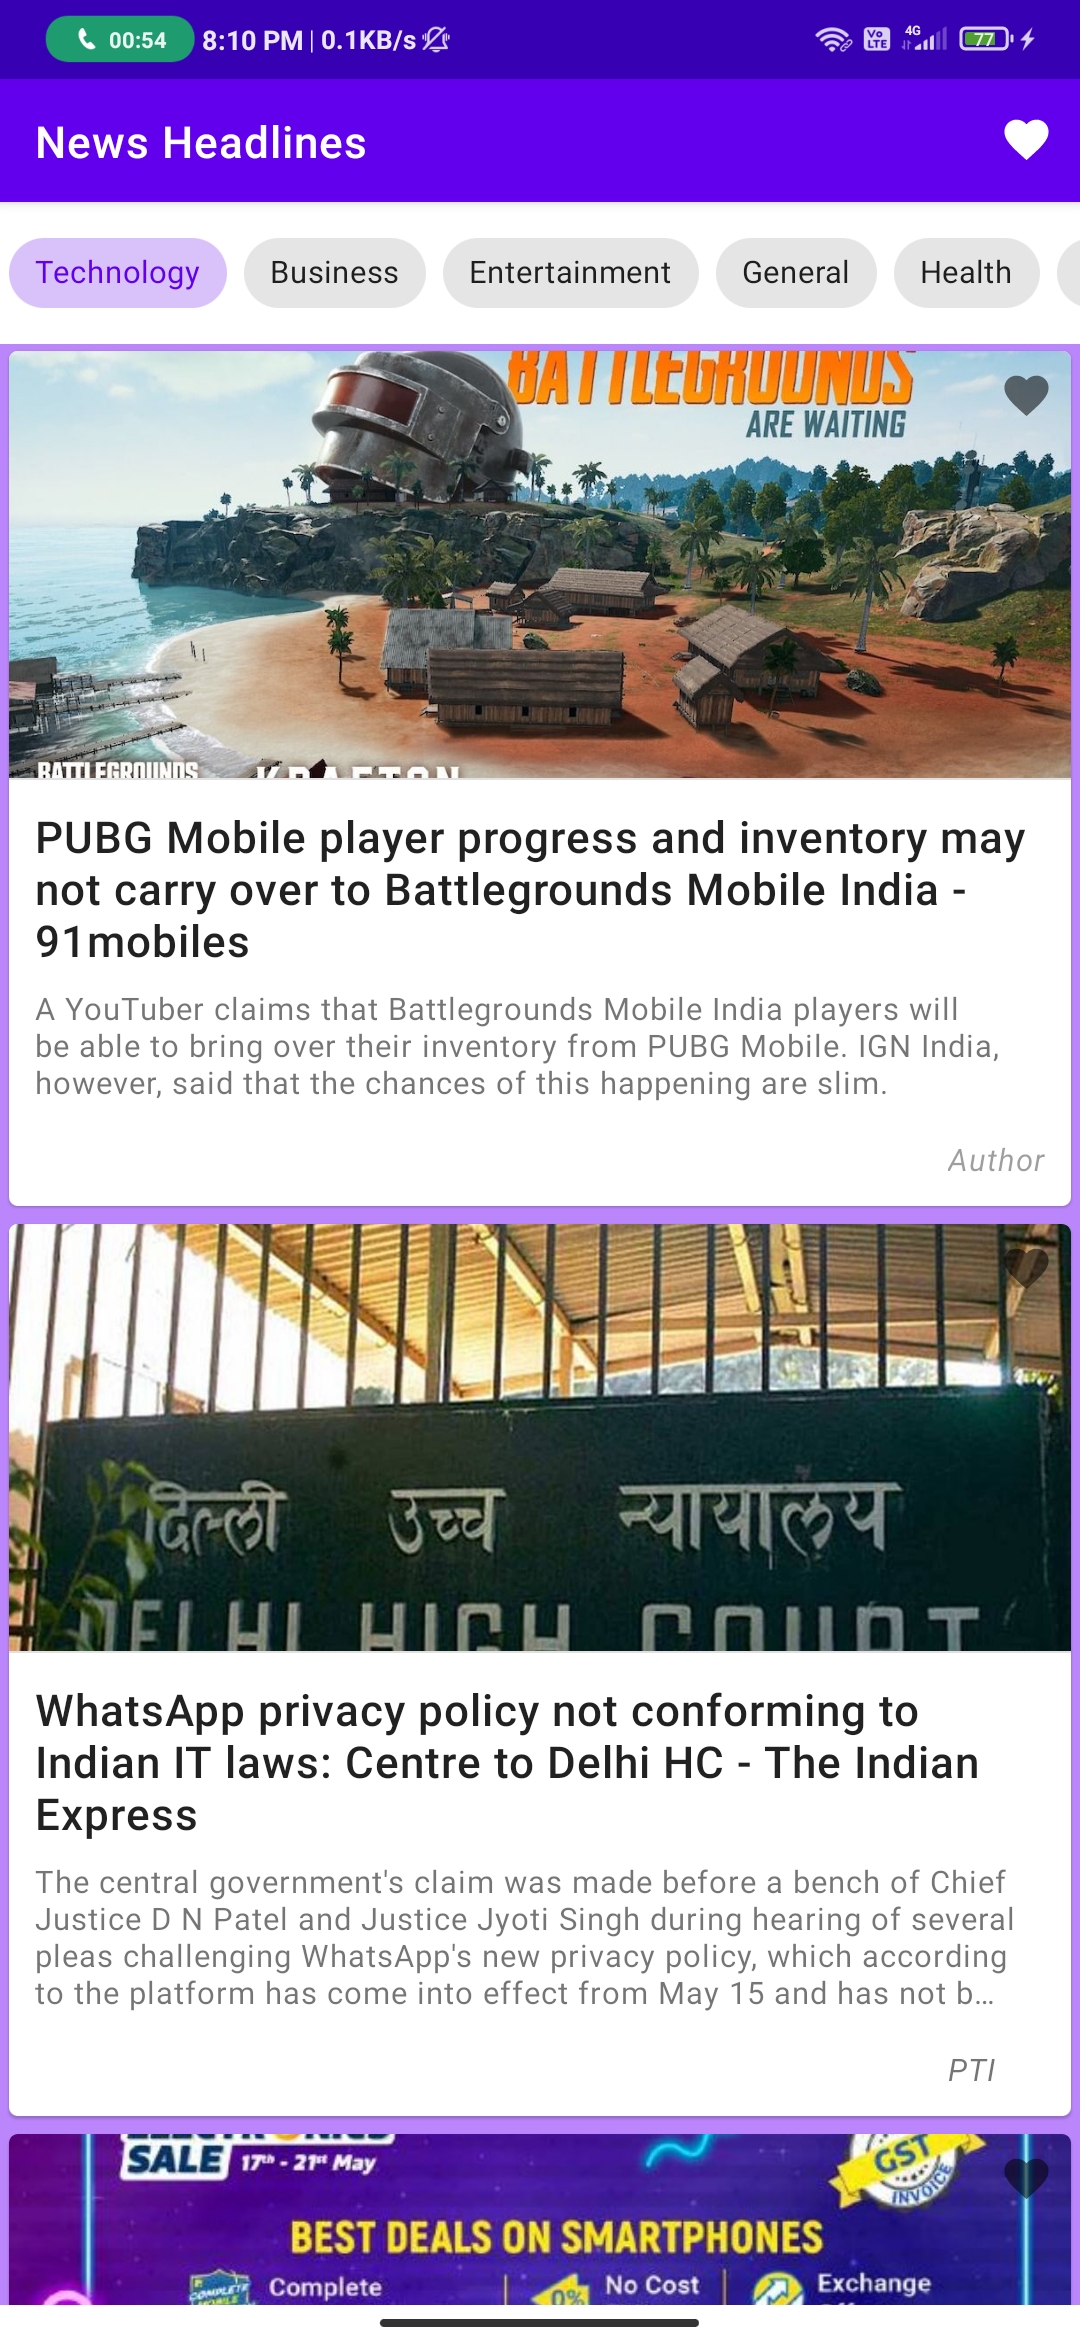 00:54 8:10 PM | 0.1KB/s Vo LTE 4G 77
News Headlines
Technology Business Entertainment General Health
BATTLEGROUNDS
ARE WAITING
BATTLEGROUNDS KRAFTON
PUBG Mobile player progress and inventory may
not carry over to Battlegrounds Mobile India -
91mobiles
A YouTuber claims that Battlegrounds Mobile India players will
be able to bring over their inventory from PUBG Mobile. IGN India,
however, said that the chances of this happening are slim.
Author
दिल्ली उच्च न्यायालय
DELHI HIGH COURT
WhatsApp privacy policy not conforming to
Indian IT laws: Centre to Delhi HC - The Indian
Express
The central government's claim was made before a bench of Chief
Justice D N Patel and Justice Jyoti Singh during hearing of several
pleas challenging WhatsApp's new privacy policy, which according
to the platform has come into effect from May 15 and has not b...
PTI
SALE 17th - 21st May
GST
INVOICE
BEST DEALS ON SMARTPHONES
COMPLETE Complete 0% No Cost Exchange